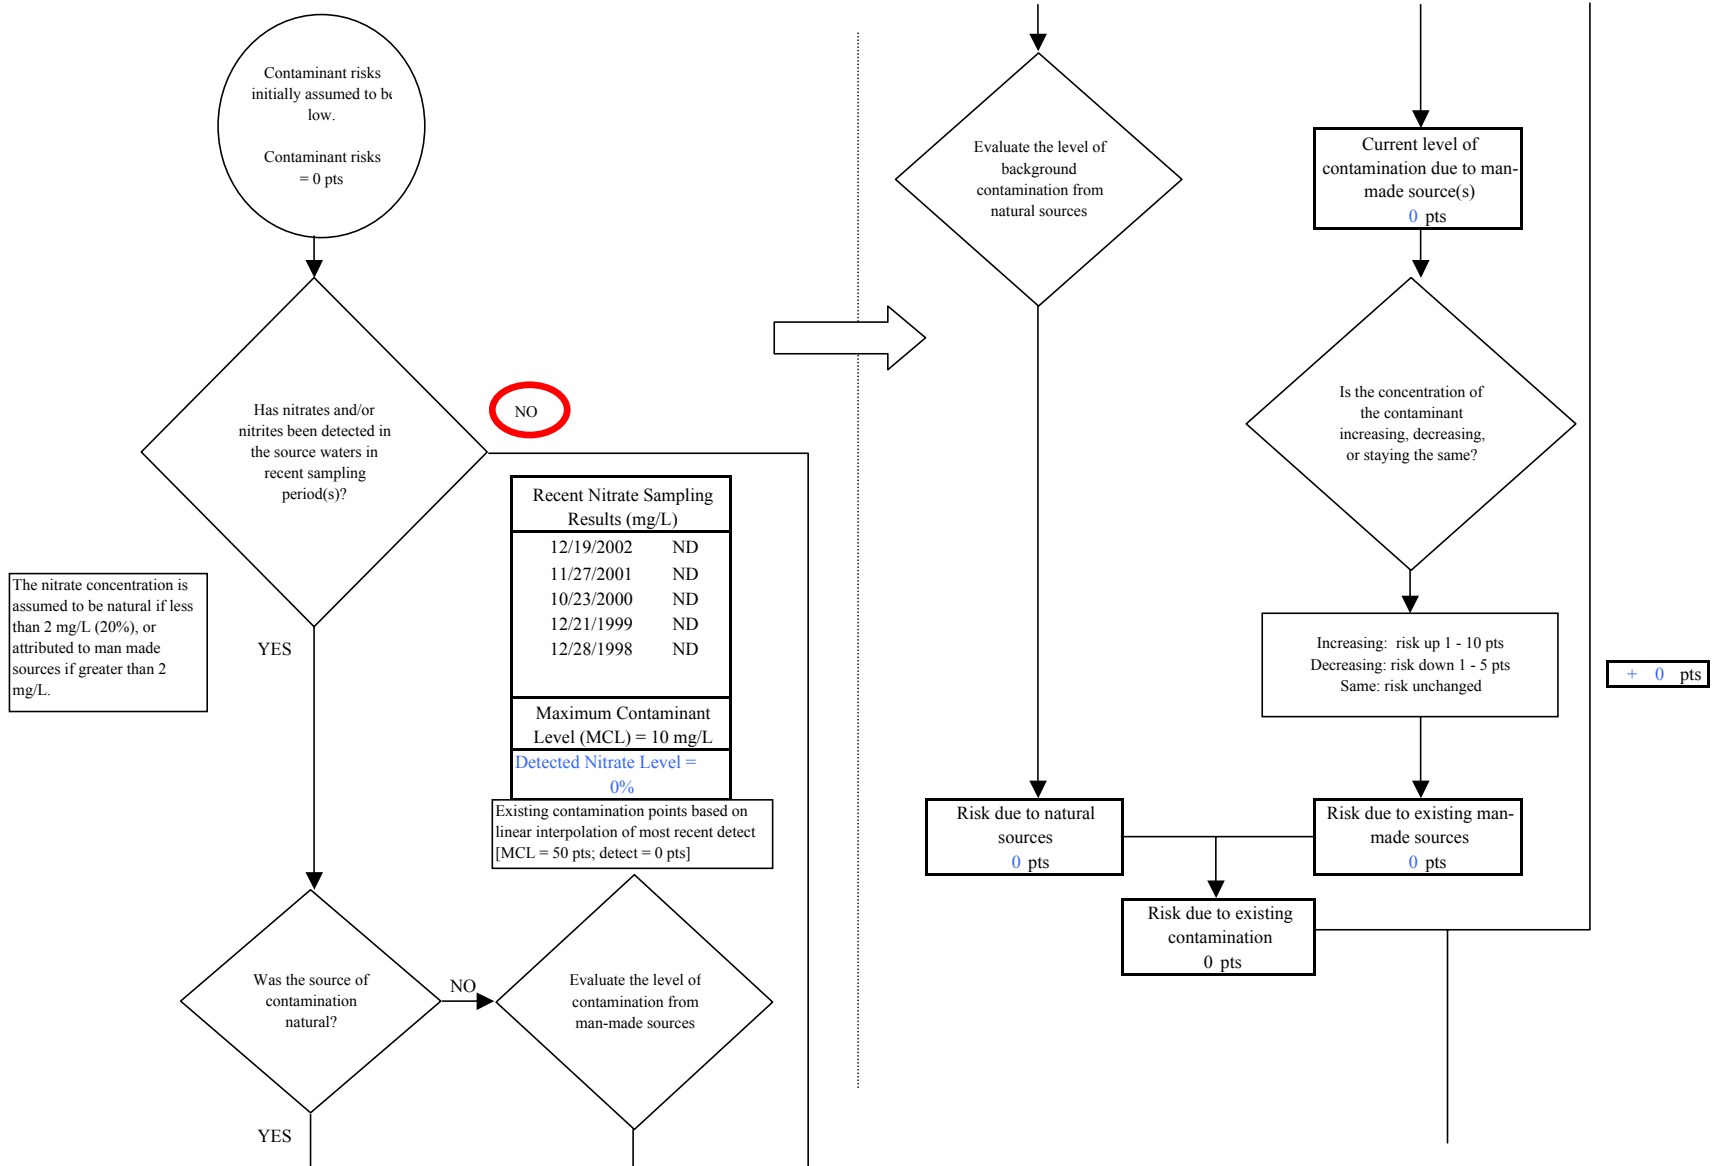 Contaminant risks
initially assumed to be
low.
Contaminant risks
= 0 pts
Has nitrates and/or
nitrites been detected in
the source waters in
recent sampling
period(s)?
NO
Recent Nitrate Sampling
Results (mg/L)
12/19/2002 ND
11/27/2001 ND
10/23/2000 ND
12/21/1999 ND
12/28/1998 ND
Maximum Contaminant
Level (MCL) = 10 mg/L
Detected Nitrate Level =
0%
Existing contamination points based on
linear interpolation of most recent detect
[MCL = 50 pts; detect = 0 pts]
The nitrate concentration is
assumed to be natural if less
than 2 mg/L (20%), or
attributed to man made
sources if greater than 2
mg/L.
YES
Was the source of
contamination
natural?
NO
Evaluate the level of
contamination from
man-made sources
YES
Evaluate the level of
background
contamination from
natural sources
Current level of
contamination due to man-
made source(s)
0 pts
Is the concentration of
the contaminant
increasing, decreasing,
or staying the same?
Increasing: risk up 1 - 10 pts
Decreasing: risk down 1 - 5 pts
Same: risk unchanged
+ 0 pts
Risk due to natural
sources
0 pts
Risk due to existing man-
made sources
0 pts
Risk due to existing
contamination
0 pts